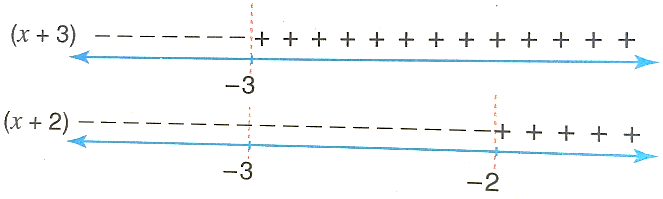 (x + 3) – – – – – – – – – – – + + + + + + + + + + + + +
–3
(x + 2) – – – – – – – – – – – – – – – – – – – – – – – + + + + +
–3 –2